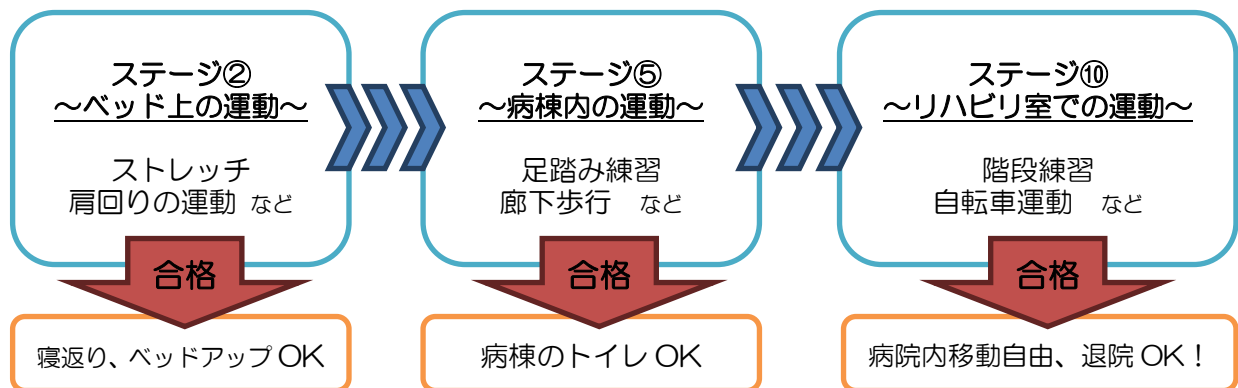 ステージ②
～ベッド上の運動～
ストレッチ
肩回りの運動 など
合格
寝返り、ベッドアップ OK
ステージ⑤
～病棟内の運動～
足踏み練習
廊下歩行 など
合格
病棟のトイレ OK
ステージ⑩
～リハビリ室での運動～
階段練習
自転車運動 など
合格
病院内移動自由、退院 OK！